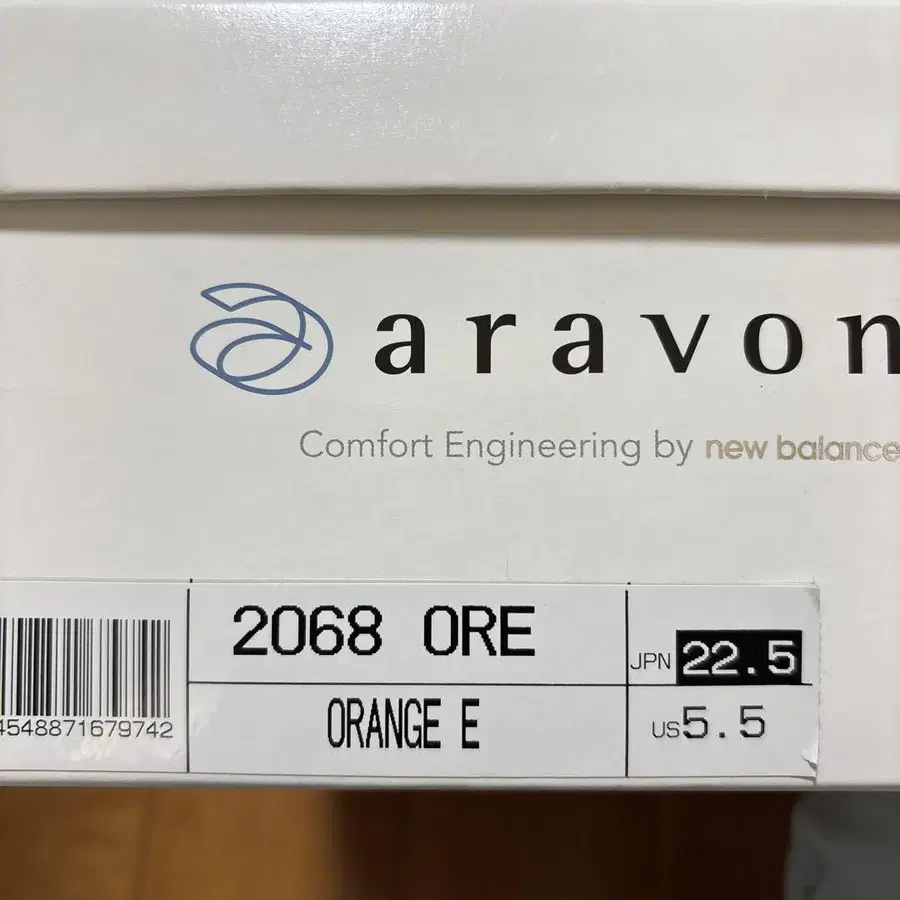 aravon
Comfort Engineering by new balance
2068 ORE
JPN 22.5
4548871679742
ORANGE E
US 5.5